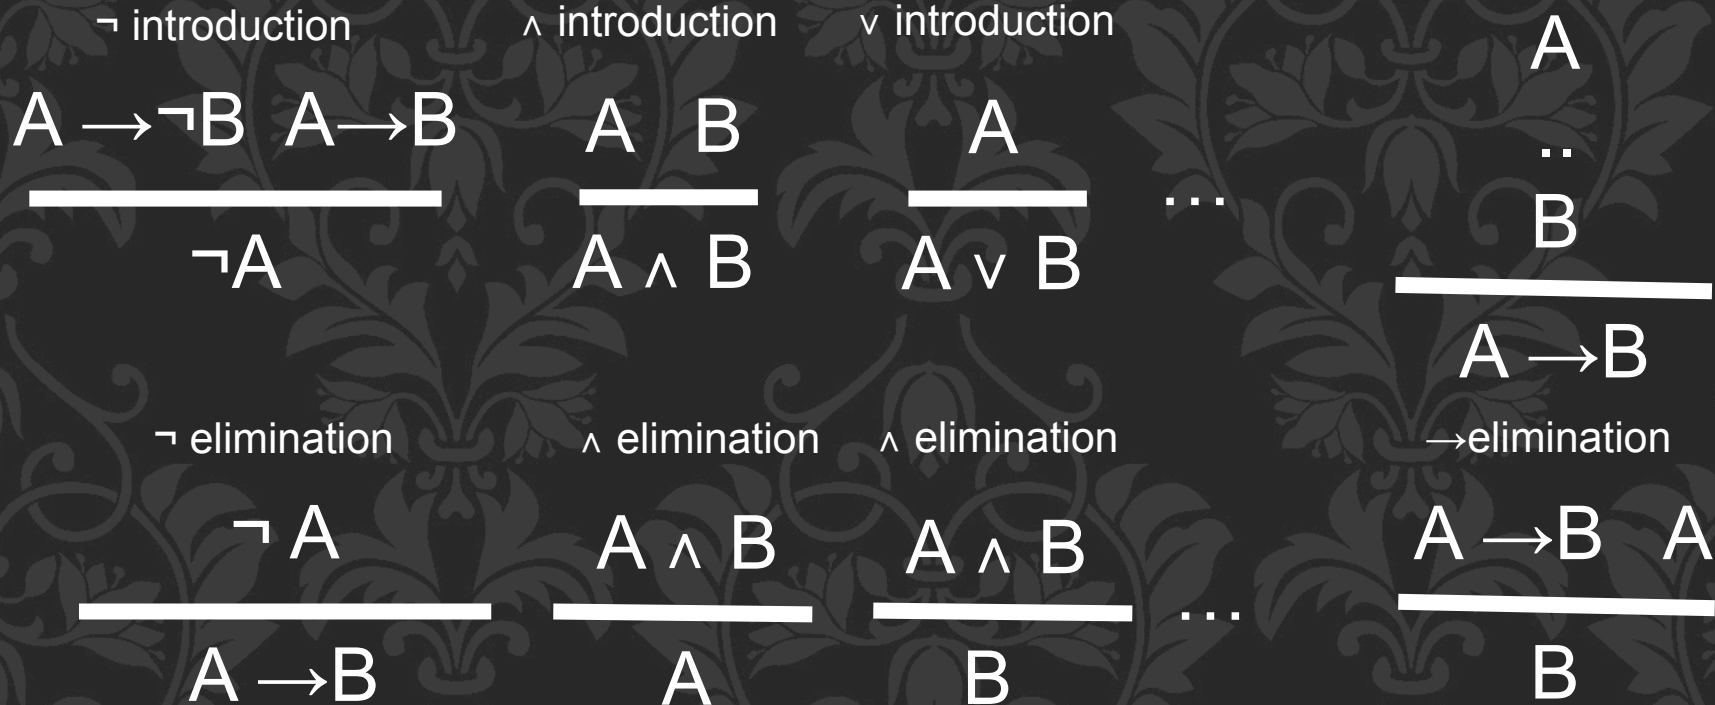 ¬ introduction ∧ introduction ∨ introduction
A
A →¬B A→B A B A
..
B
...
¬A A ∧ B A ∨ B
A →B
¬ elimination ∧ elimination ∧ elimination →elimination
¬ A A ∧ B A ∧ B A →B A
...
A →B A B B